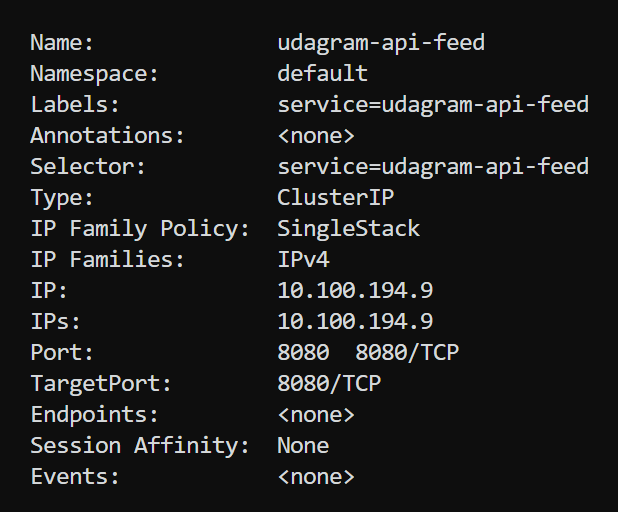 Name: udagram-api-feed
Namespace: default
Labels: service=udagram-api-feed
Annotations: <none>
Selector: service=udagram-api-feed
Type: ClusterIP
IP Family Policy: SingleStack
IP Families: IPv4
IP: 10.100.194.9
IPs: 10.100.194.9
Port: 8080 8080/TCP
TargetPort: 8080/TCP
Endpoints: <none>
Session Affinity: None
Events: <none>